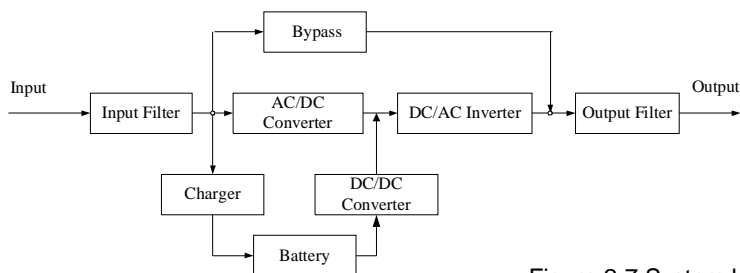 Bypass
Input
Input Filter
AC/DC
Converter
DC/AC Inverter
Output Filter
Output
Charger
DC/DC
Converter
Battery